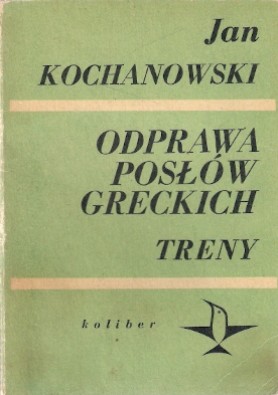 Jan
KOCHANOWSKI
ODPRAWA
POSŁÓW
GRECKICH
TRENY
koliber